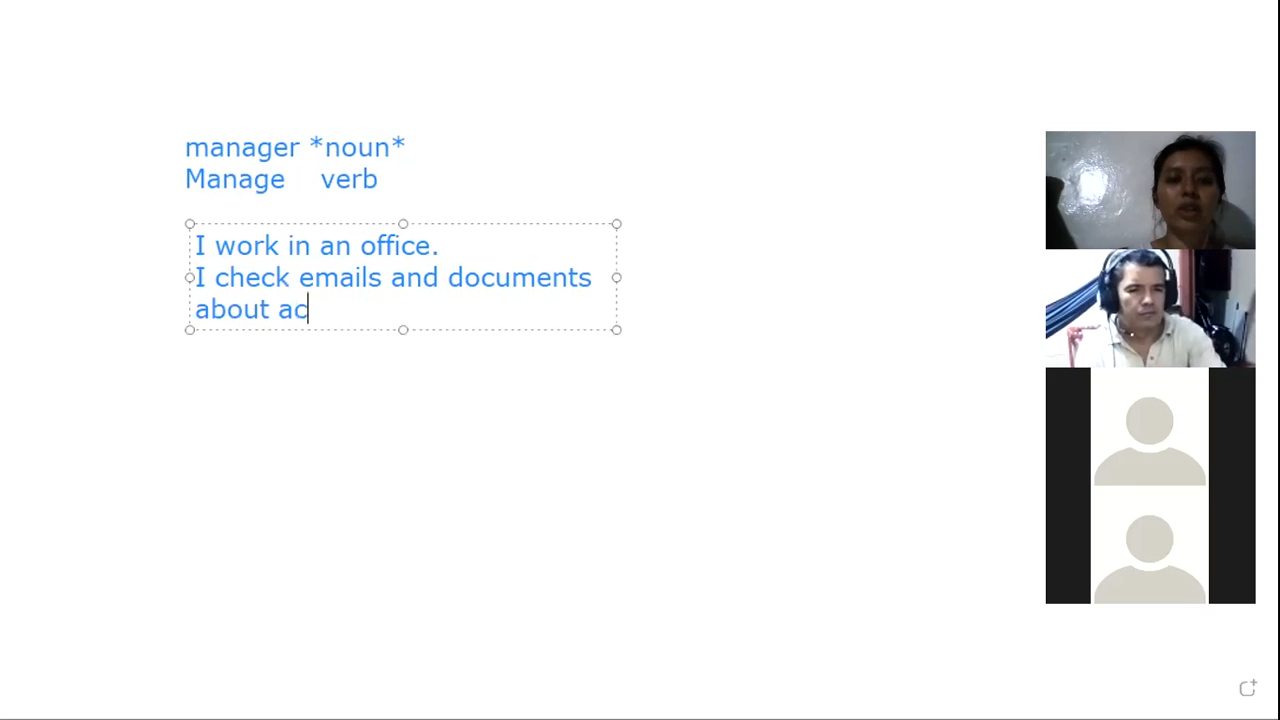 manager *noun*
Manage verb
I work in an office.
I check emails and documents
about ac